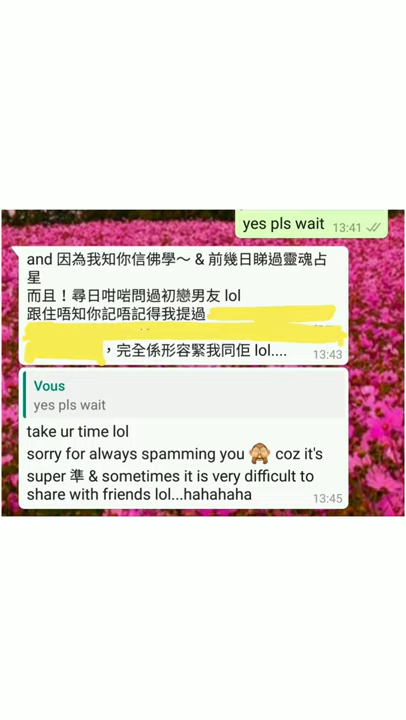 yes pls wait 13:41
and 因為我知你信佛學～ & 前幾日睇過靈魂占
星
而且！尋日咁啱問過初戀男友 lol
跟住唔知你記唔記得我提過
，完全係形容緊我同佢 lol.... 13:43
Vous
yes pls wait
take ur time lol
sorry for always spamming you 🙈 coz it's
super 準 & sometimes it is very difficult to
share with friends lol...hahahaha 13:45